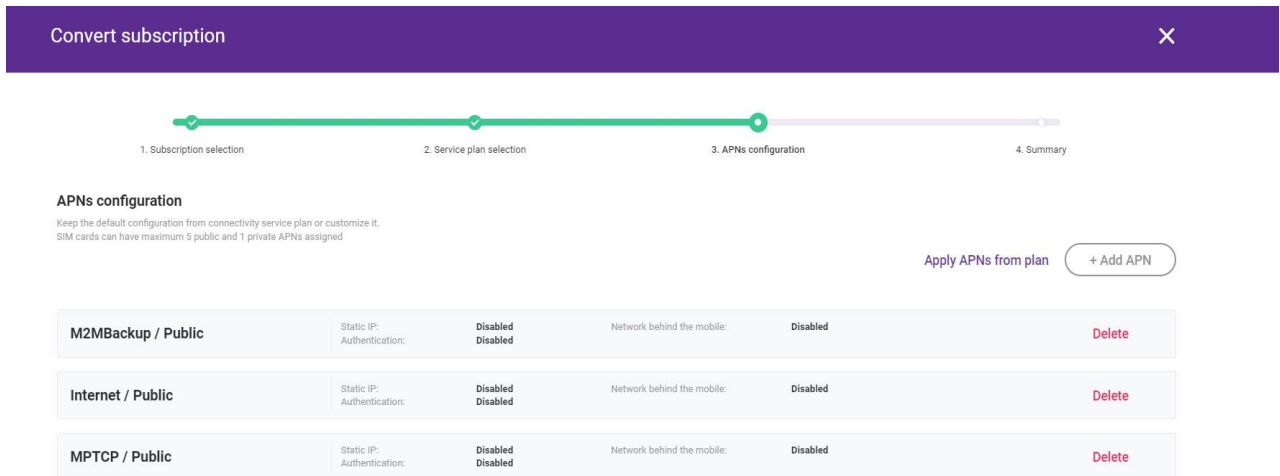 Convert subscription
1. Subscription selection
2. Service plan selection
3. APNs configuration
4. Summary
APNs configuration
Keep the default configuration from connectivity service plan or customize it.
SIM cards can have maximum 5 public and 1 private APNs assigned
Apply APNs from plan
+ Add APN
M2MBackup / Public
Static IP: Disabled
Authentication: Disabled
Network behind the mobile: Disabled
Delete
Internet / Public
Static IP: Disabled
Authentication: Disabled
Network behind the mobile: Disabled
Delete
MPTCP / Public
Static IP: Disabled
Authentication: Disabled
Network behind the mobile: Disabled
Delete